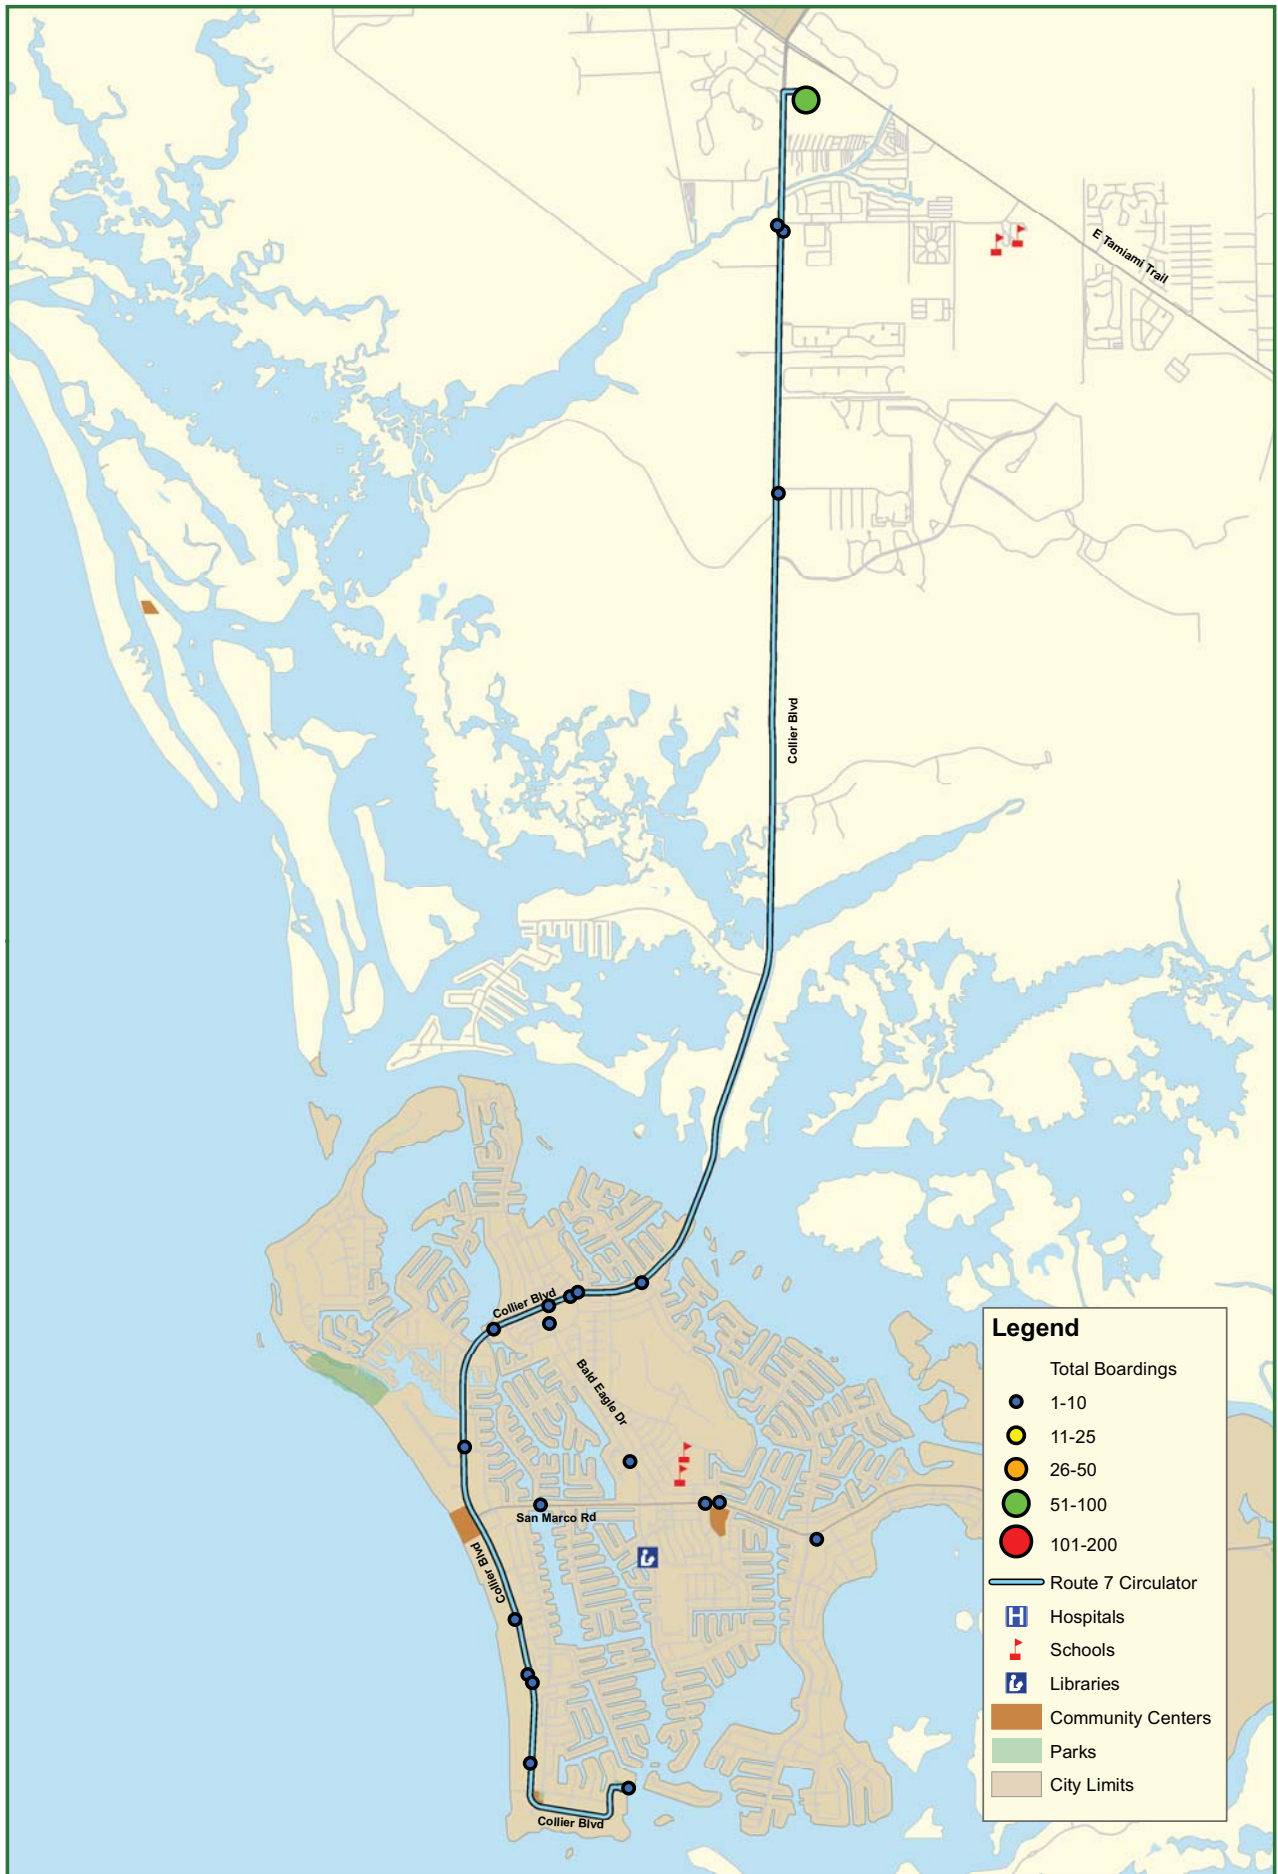 E Tamiami Trail
Collier Blvd
Collier Blvd
Bald Eagle Dr
San Marco Rd
Collier Blvd
Collier Blvd
Legend
Total Boardings
1-10
11-25
26-50
51-100
101-200
Route 7 Circulator
H Hospitals
Schools
Libraries
Community Centers
Parks
City Limits